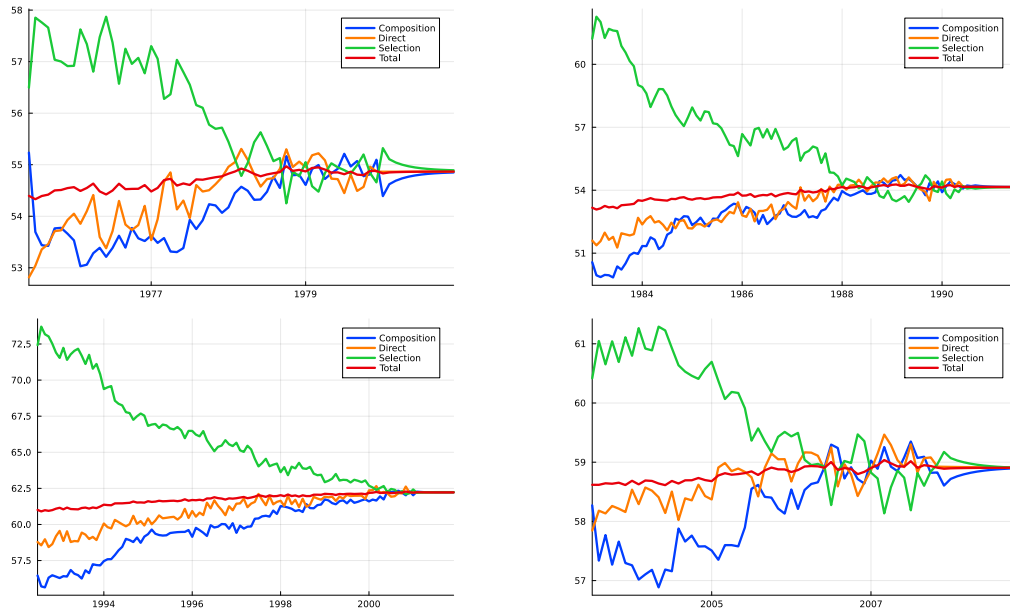 58
57
56
55
54
53
1977
1979
Composition
Direct
Selection
Total
60
57
54
51
1984
1986
1988
1990
Composition
Direct
Selection
Total
72.5
70.0
67.5
65.0
62.5
60.0
57.5
1994
1996
1998
2000
Composition
Direct
Selection
Total
61
60
59
58
57
2005
2007
Composition
Direct
Selection
Total